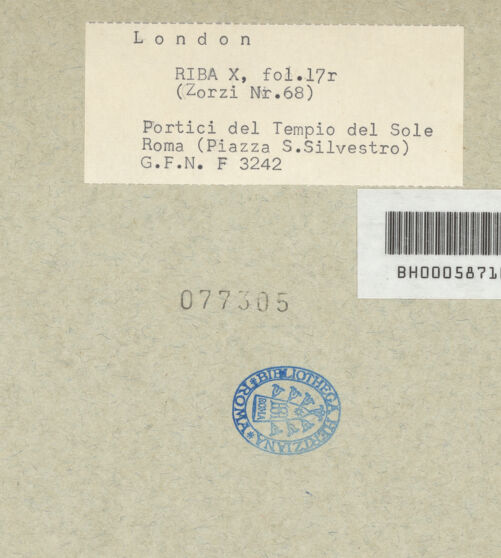 London
RIBA X, fol.17r
(Zorzi Nr.68)
Portici del Tempio del Sole
Roma (Piazza S.Silvestro)
G.F.N. F 3242
BH0005871
077305
BIBLIOTHECA HERTZIANA * ROMA *
ROMA